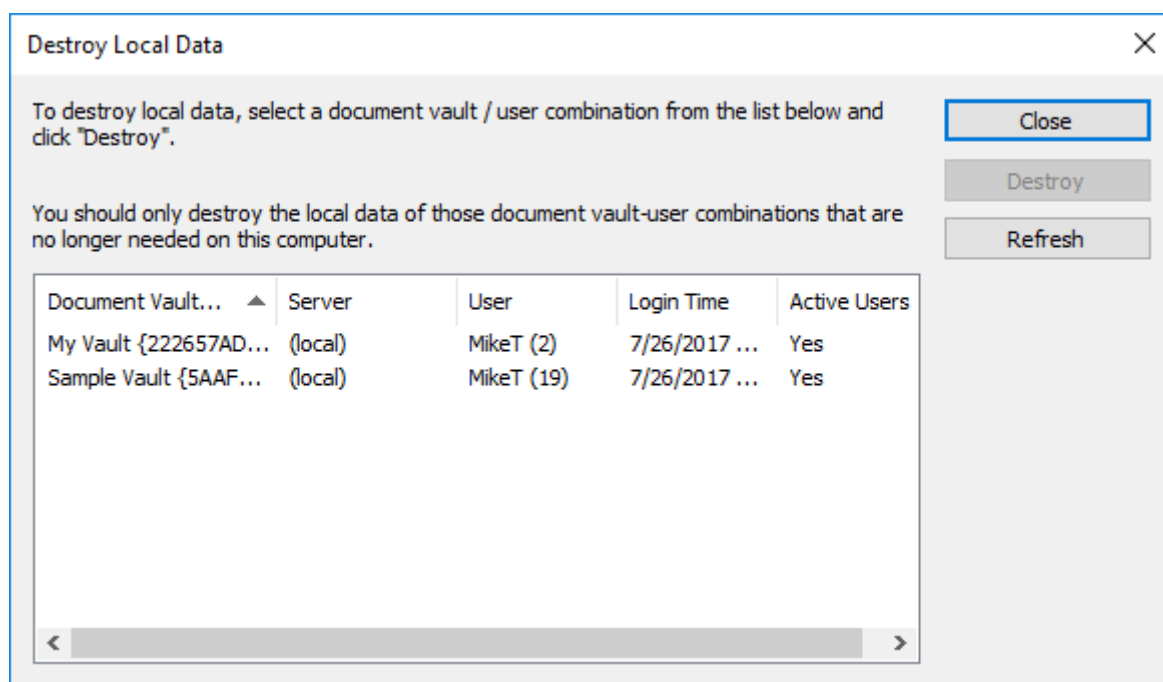 Destroy Local Data
To destroy local data, select a document vault / user combination from the list below and
click "Destroy".
Close
Destroy
You should only destroy the local data of those document vault-user combinations that are
no longer needed on this computer.
Refresh
Document Vault... Server User Login Time Active Users
My Vault {222657AD... (local) MikeT (2) 7/26/2017 ... Yes
Sample Vault {5AAF... (local) MikeT (19) 7/26/2017 ... Yes